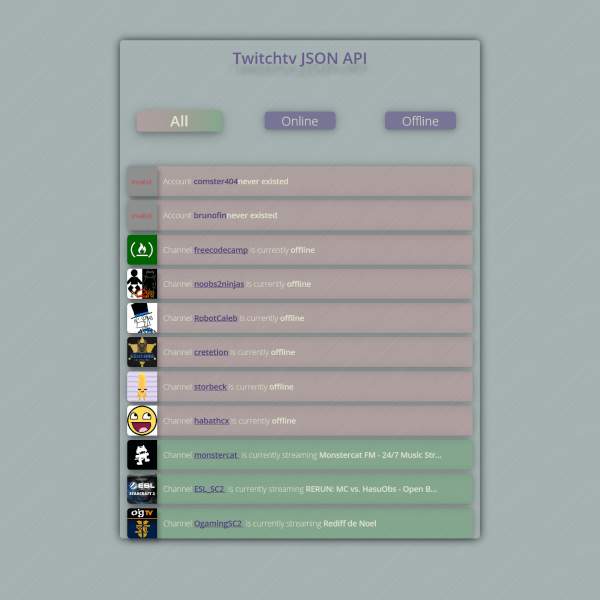 Twitchtv JSON API
All Online Offline
Invalid Account comster404never existed
Invalid Account brunofinnever existed
Channel freecodecamp is currently offline
Channel noobs2ninjas is currently offline
Channel RobotCaleb is currently offline
Channel cretetion is currently offline
Channel storbeck is currently offline
Channel habathcx is currently offline
Channel monstercat is currently streaming Monstercat FM - 24/7 Music Str...
ESL STARCRAFT 2 Channel ESL_SC2 is currently streaming RERUN: MC vs. HasuObs - Open B...
OgTV Channel OgamingSC2 is currently streaming Rediff de Noel